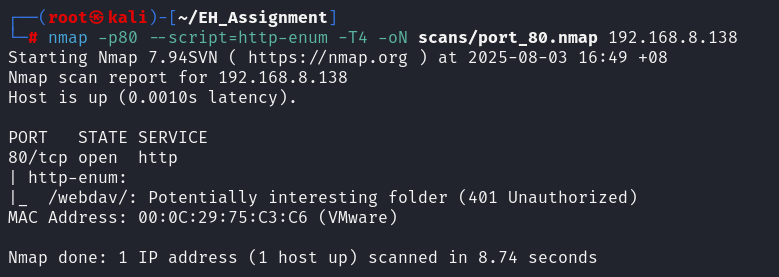 ┌──(root㉿kali)-[~/EH_Assignment]
└─# nmap -p80 --script=http-enum -T4 -oN scans/port_80.nmap 192.168.8.138
Starting Nmap 7.94SVN ( https://nmap.org ) at 2025-08-03 16:49 +08
Nmap scan report for 192.168.8.138
Host is up (0.0010s latency).

PORT   STATE SERVICE
80/tcp open  http
| http-enum:
|_  /webdav/: Potentially interesting folder (401 Unauthorized)
MAC Address: 00:0C:29:75:C3:C6 (VMware)

Nmap done: 1 IP address (1 host up) scanned in 8.74 seconds